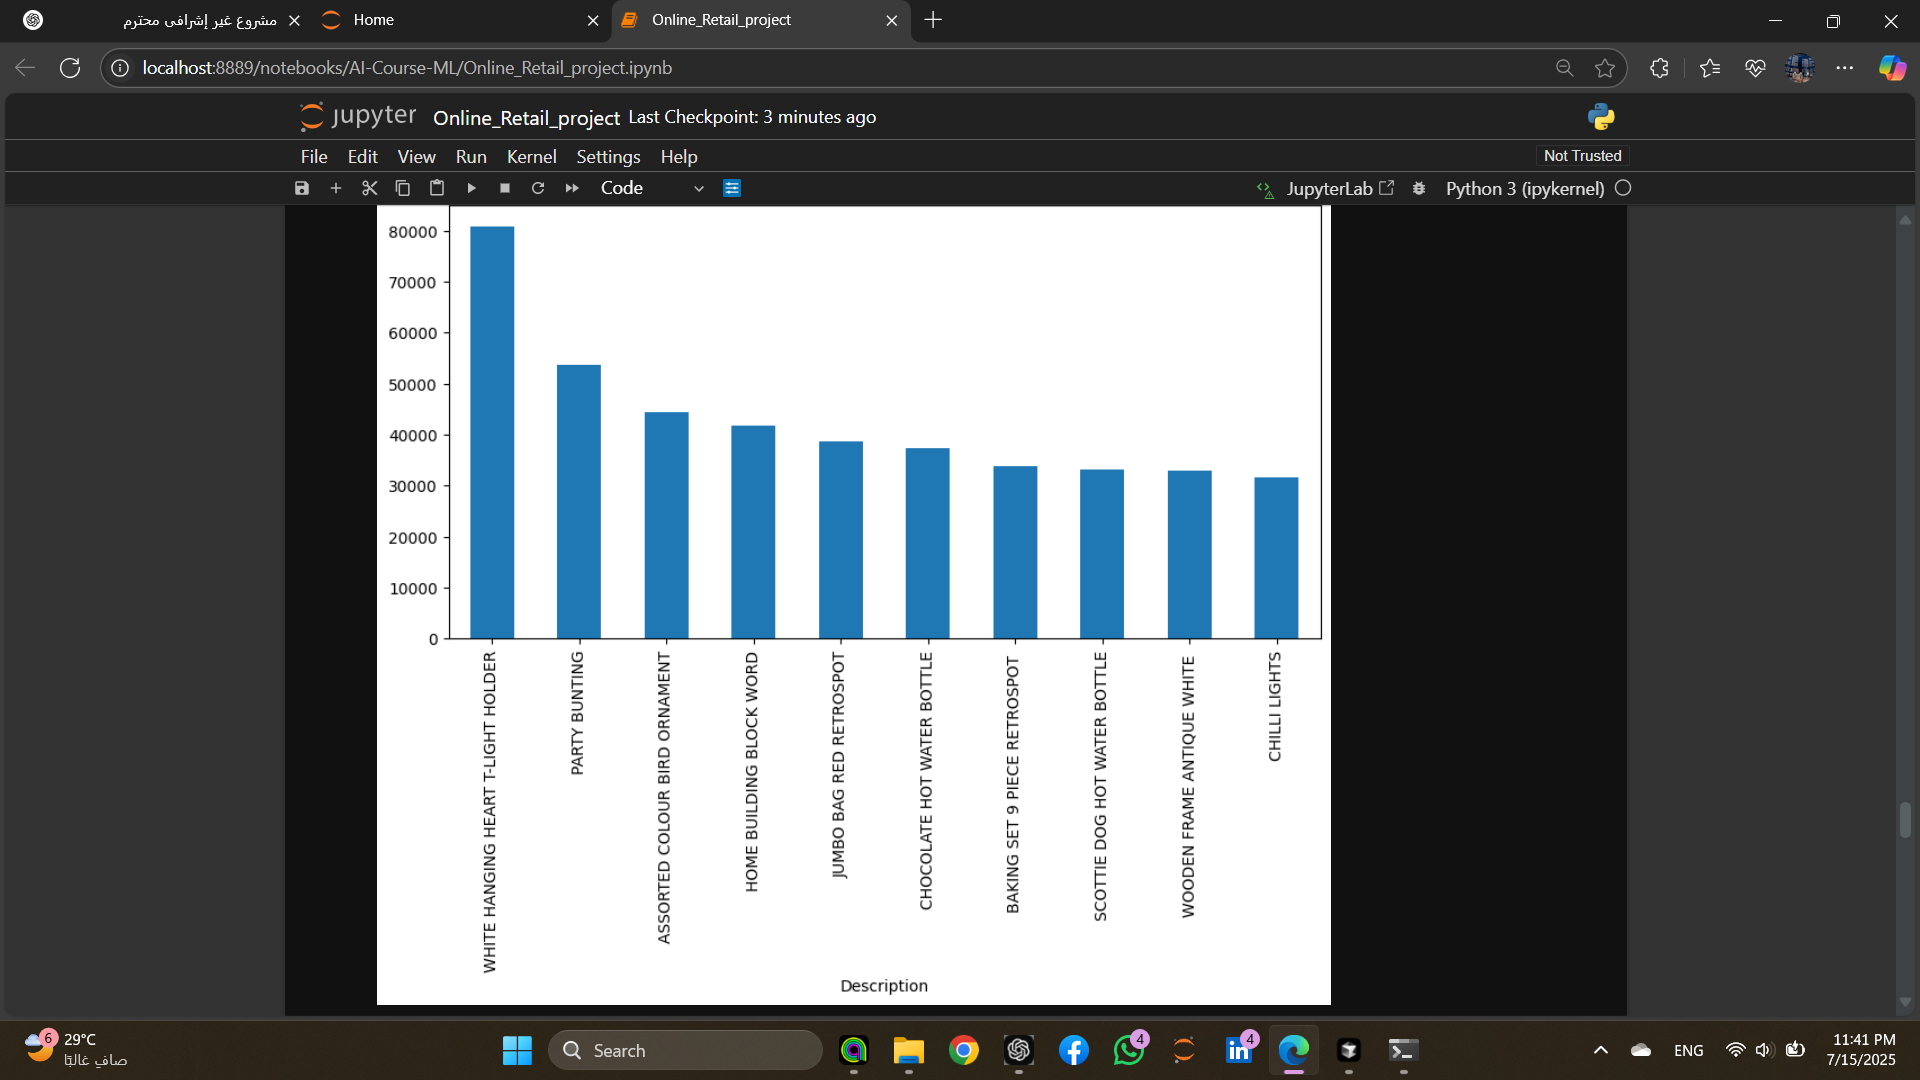 مشروع غير إشرافي محترم
Home
Online_Retail_project
localhost:8889/notebooks/AI-Course-ML/Online_Retail_project.ipynb
jupyter Online_Retail_project Last Checkpoint: 3 minutes ago
File Edit View Run Kernel Settings Help
Not Trusted
Code
JupyterLab
Python 3 (ipykernel)
80000
70000
60000
50000
40000
30000
20000
10000
0
WHITE HANGING HEART T-LIGHT HOLDER
PARTY BUNTING
ASSORTED COLOUR BIRD ORNAMENT
HOME BUILDING BLOCK WORD
JUMBO BAG RED RETROSPOT
CHOCOLATE HOT WATER BOTTLE
BAKING SET 9 PIECE RETROSPOT
SCOTTIE DOG HOT WATER BOTTLE
WOODEN FRAME ANTIQUE WHITE
CHILLI LIGHTS
Description
6
29°C
صافٍ غالبًا
Search
4
4
ENG
11:41 PM
7/15/2025